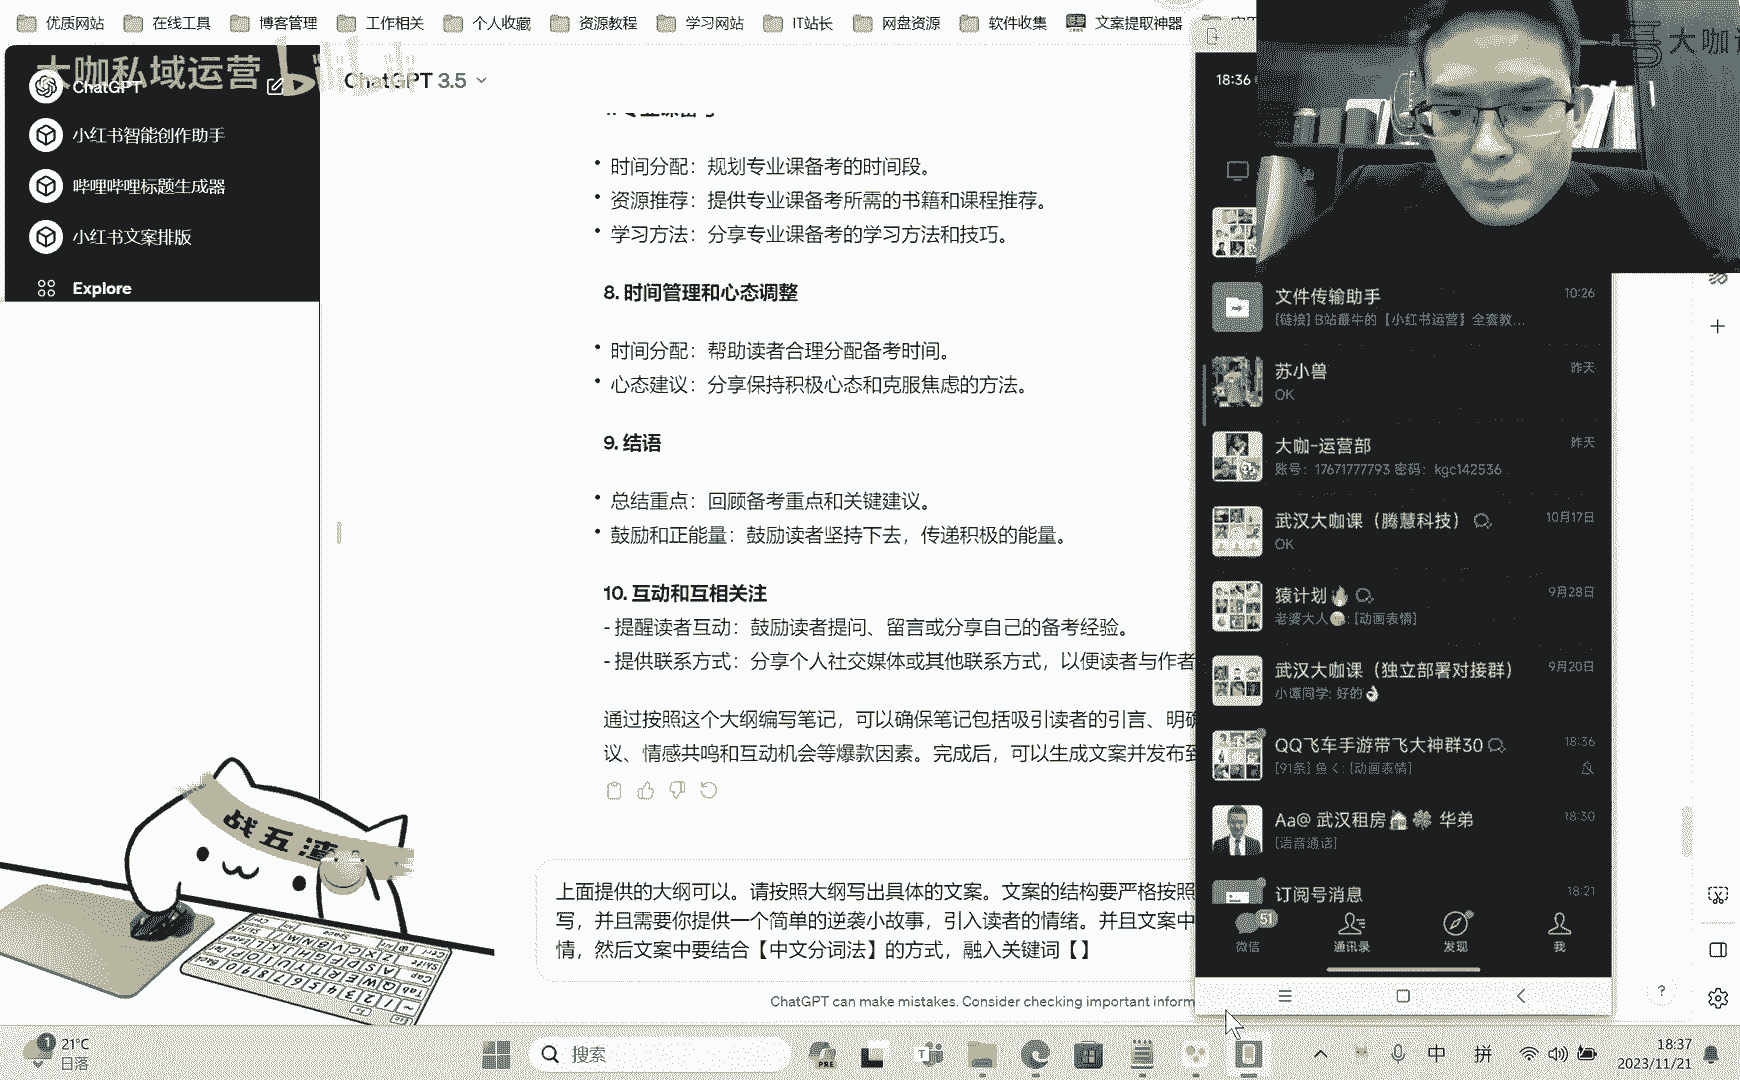 优质网站
在线工具
博客管理
工作相关
个人收藏
资源教程
学习网站
IT站长
网盘资源
软件收集
文案提取神器
大咖私域运营
ChatGPT
小红书智能创作助手
哔哩哔哩标题生成器
小红书文案排版
Explore
ChatGPT 3.5
时间分配：规划专业课备考的时间段。
资源推荐：提供专业课备考所需的书籍和课程推荐。
学习方法：分享专业课备考的学习方法和技巧。
8. 时间管理和心态调整
时间分配：帮助读者合理分配备考时间。
心态建议：分享保持积极心态和克服焦虑的方法。
9. 结语
总结重点：回顾备考重点和关键建议。
鼓励和正能量：鼓励读者坚持下去，传递积极的能量。
10. 互动和互相关注
- 提醒读者互动：鼓励读者提问、留言或分享自己的备考经验。
- 提供联系方式：分享个人社交媒体或其他联系方式，以便读者与作者
通过按照这个大纲编写笔记，可以确保笔记包括吸引读者的引言、明确
议、情感共鸣和互动机会等爆款因素。完成后，可以生成文案并发布到
上面提供的大纲可以。请按照大纲写出具体的文案。文案的结构要严格按照
写，并且需要你提供一个简单的逆袭小故事，引入读者的情绪。并且文案中
情，然后文案中要结合【中文分词法】的方式，融入关键词【】
ChatGPT can make mistakes. Consider checking important inform
18:36
大咖
文件传输助手
10:26
[链接] B站最牛的【小红书运营】全套教...
苏小兽
昨天
OK
大咖-运营部
昨天
账号：17671777793 密码：kgc142536
武汉大咖课（腾慧科技）
10月17日
OK
猿计划🔥
9月28日
老婆大人🌝: [动画表情]
武汉大咖课（独立部署对接群）
9月20日
小谭同学: 好的👌
QQ飞车手游带飞大神群30
18:36
[91条] 鱼く: [动画表情]
Aa@ 武汉租房🏠🍀 华弟
18:30
[语音通话]
订阅号消息
18:21
51
微信
通讯录
发现
我
战五渣
1
21°C
日落
搜索
PRE
中
拼
18:37
2023/11/21